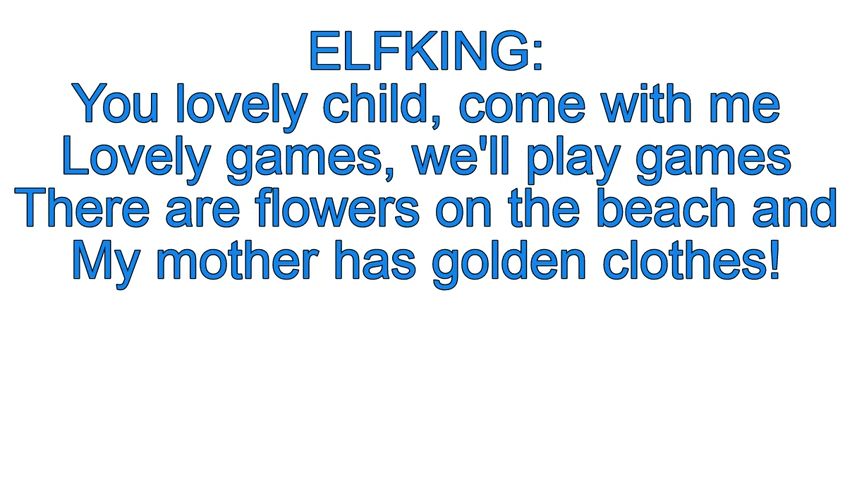 ELFKING:
You lovely child, come with me
Lovely games, we'll play games
There are flowers on the beach and
My mother has golden clothes!